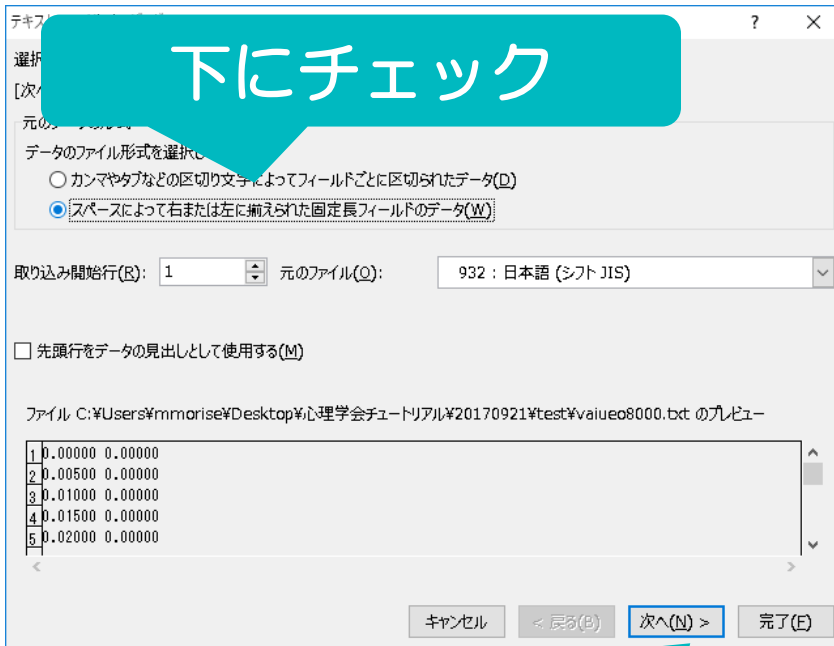 テキス
? ×
下にチェック
選択
[次へ
元の
データのファイル形式を選択し
カンマやタブなどの区切り文字によってフィールドごとに区切られたデータ(D)
スペースによって右または左に揃えられた固定長フィールドのデータ(W)
取り込み開始行(R): 1 元のファイル(O): 932 : 日本語 (シフト JIS)
先頭行をデータの見出しとして使用する(M)
ファイル C:¥Users¥mmorise¥Desktop¥心理学会チュートリアル¥20170921¥test¥vaiueo8000.txt のプレビュー
1 0.00000 0.00000
2 0.00500 0.00000
3 0.01000 0.00000
4 0.01500 0.00000
5 0.02000 0.00000
キャンセル < 戻る(B) 次へ(N) > 完了(F)